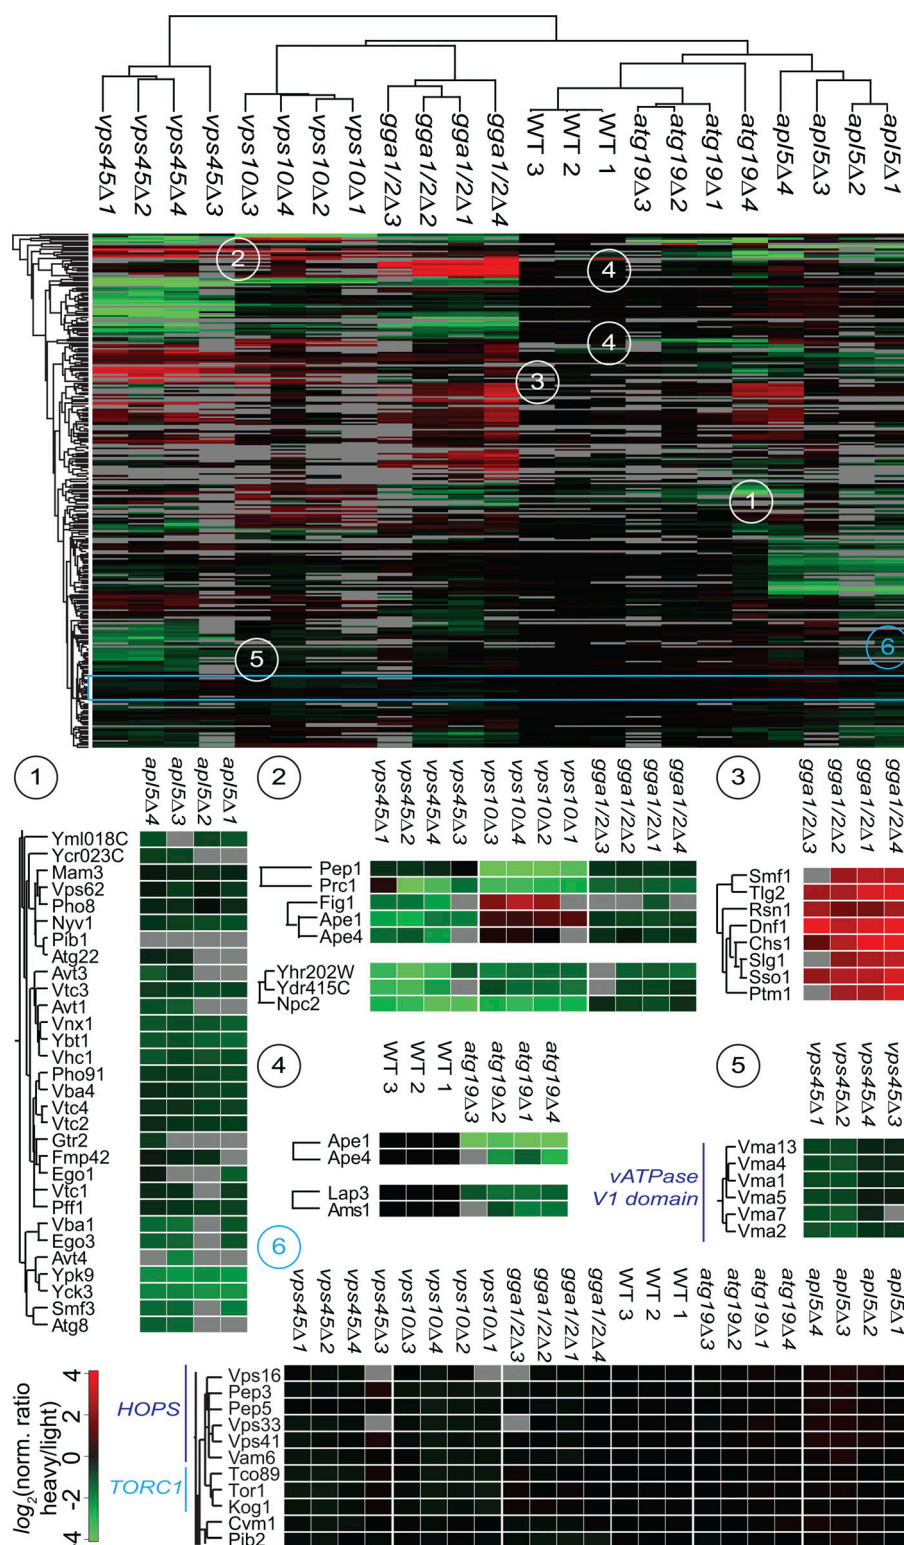 vps45Δ1 vps45Δ2 vps45Δ4 vps45Δ3 vps10Δ3 vps10Δ4 vps10Δ2 vps10Δ1 gga1/2Δ3 gga1/2Δ2 gga1/2Δ1 gga1/2Δ4 WT 3 WT 2 WT 1 atg19Δ3 atg19Δ2 atg19Δ1 atg19Δ4 apl5Δ4 apl5Δ3 apl5Δ2 apl5Δ1
2
4
4
3
1
5
6
1
apl5Δ4 apl5Δ3 apl5Δ2 apl5Δ1
Yml018C
Ycr023C
Mam3
Vps62
Pho8
Nyv1
Pib1
Atg22
Avt3
Vtc3
Avt1
Vnx1
Ybt1
Vhc1
Pho91
Vba4
Vtc4
Vtc2
Gtr2
Fmp42
Ego1
Vtc1
Pff1
Vba1
Ego3
Avt4
Ypk9
Yck3
Smf3
Atg8
2
vps45Δ1 vps45Δ2 vps45Δ4 vps45Δ3 vps10Δ3 vps10Δ4 vps10Δ2 vps10Δ1 gga1/2Δ3 gga1/2Δ2 gga1/2Δ1 gga1/2Δ4
Pep1
Prc1
Fig1
Ape1
Ape4
Yhr202W
Ydr415C
Npc2
3
gga1/2Δ3 gga1/2Δ2 gga1/2Δ1 gga1/2Δ4
Smf1
Tlg2
Rsn1
Dnf1
Chs1
Slg1
Sso1
Ptm1
4
WT 3 WT 2 WT 1 atg19Δ3 atg19Δ2 atg19Δ1 atg19Δ4
Ape1
Ape4
Lap3
Ams1
5
vps45Δ1 vps45Δ2 vps45Δ4 vps45Δ3
vATPase
V1 domain
Vma13
Vma4
Vma1
Vma5
Vma7
Vma2
6
vps45Δ1 vps45Δ2 vps45Δ4 vps45Δ3 vps10Δ3 vps10Δ4 vps10Δ2 vps10Δ1 gga1/2Δ3 gga1/2Δ2 gga1/2Δ1 gga1/2Δ4 WT 3 WT 2 WT 1 atg19Δ3 atg19Δ2 atg19Δ1 atg19Δ4 apl5Δ4 apl5Δ3 apl5Δ2 apl5Δ1
HOPS
TORC1
Vps16
Pep3
Pep5
Vps33
Vps41
Vam6
Tco89
Tor1
Kog1
Cvm1
Pib2
log2(norm. ratio
heavy/light)
4
2
0
-2
-4